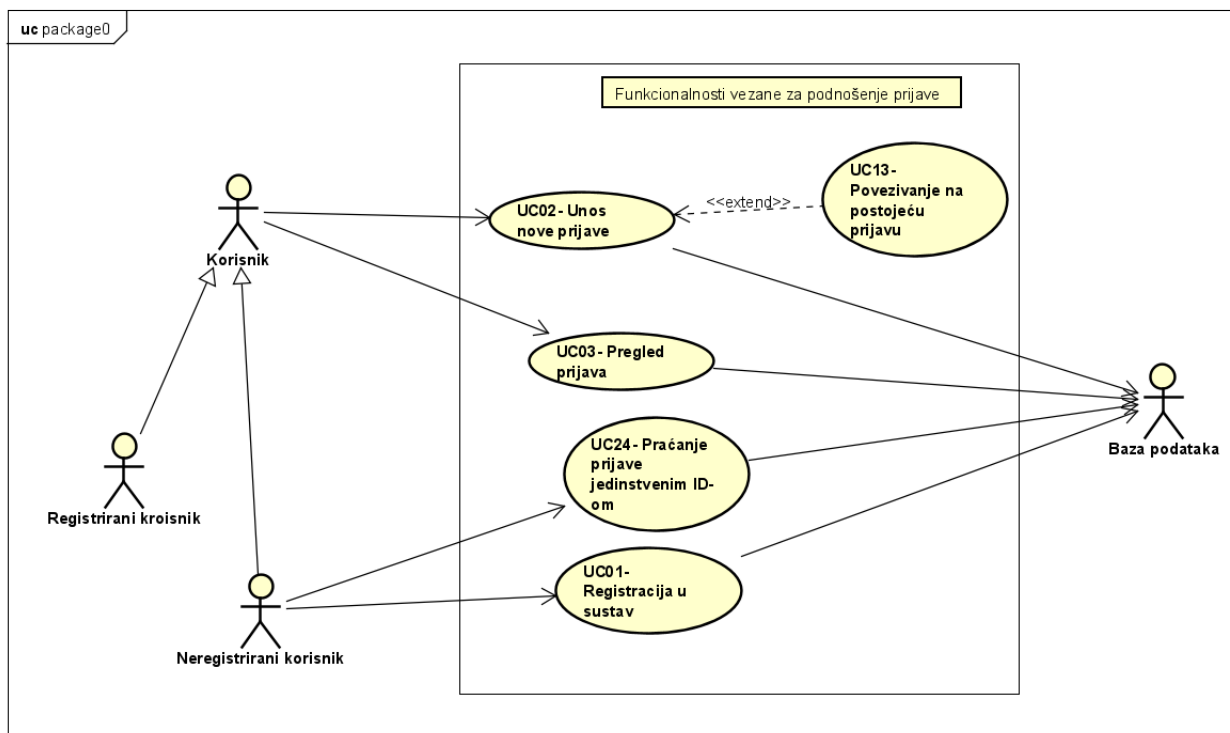 uc package0
Funkcionalnosti vezane za podnošenje prijave
UC13-
Povezivanje na
postojeću
prijavu
<<extend>>
UC02- Unos
nove prijave
Korisnik
UC03- Pregled
prijava
Baza podataka
UC24- Praćanje
prijave
jedinstvenim ID-
om
Registrirani kroisnik
UC01-
Registracija u
sustav
Neregistrirani korisnik